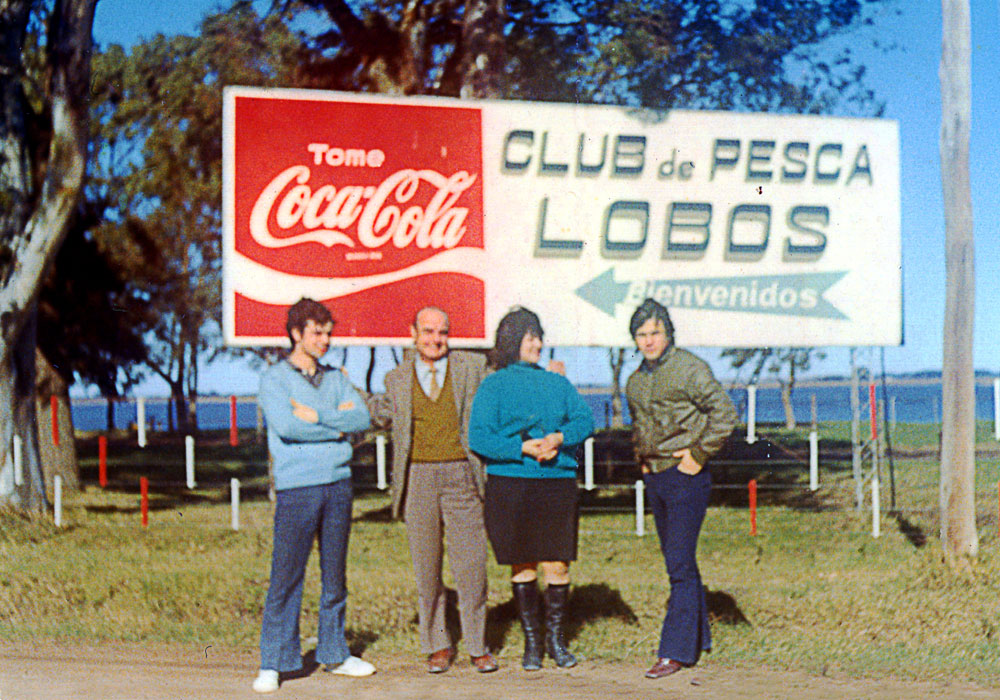 Tome
Coca-Cola
CLUB de PESCA
LOBOS
Bienvenidos